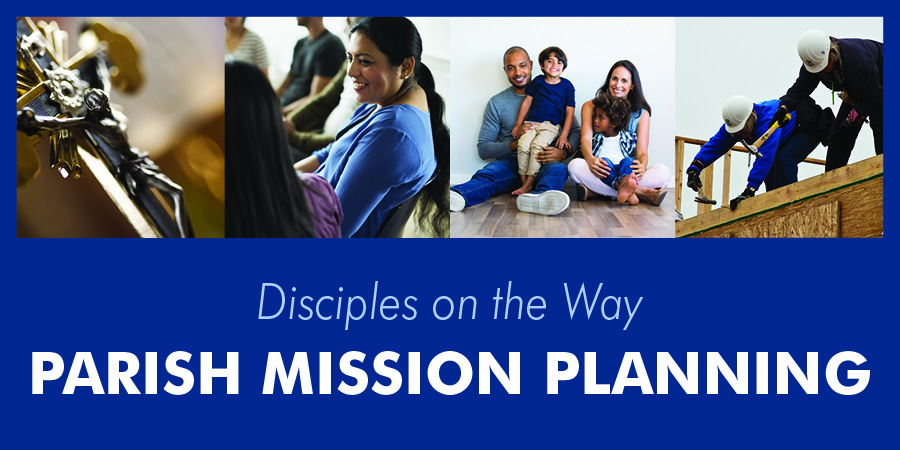 Disciples on the Way
PARISH MISSION PLANNING